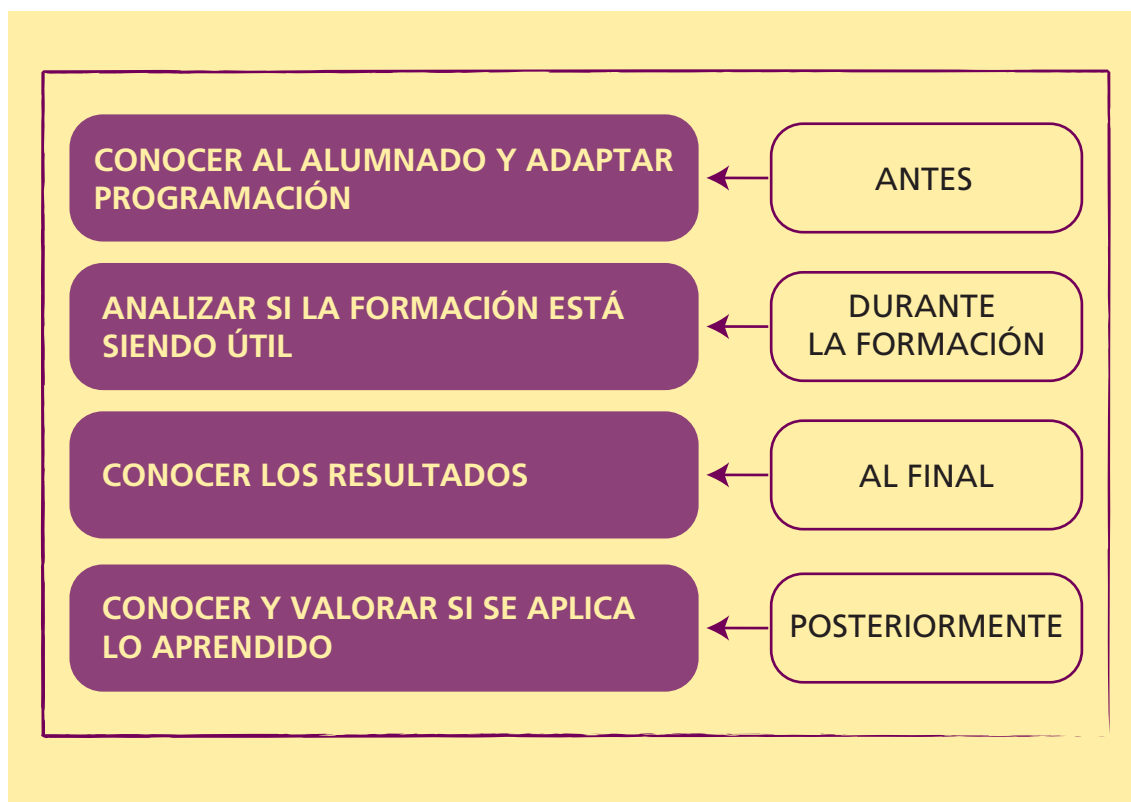 CONOCER AL ALUMNADO Y ADAPTAR
PROGRAMACIÓN
ANTES
ANALIZAR SI LA FORMACIÓN ESTÁ
SIENDO ÚTIL
DURANTE
LA FORMACIÓN
CONOCER LOS RESULTADOS
AL FINAL
CONOCER Y VALORAR SI SE APLICA
LO APRENDIDO
POSTERIORMENTE